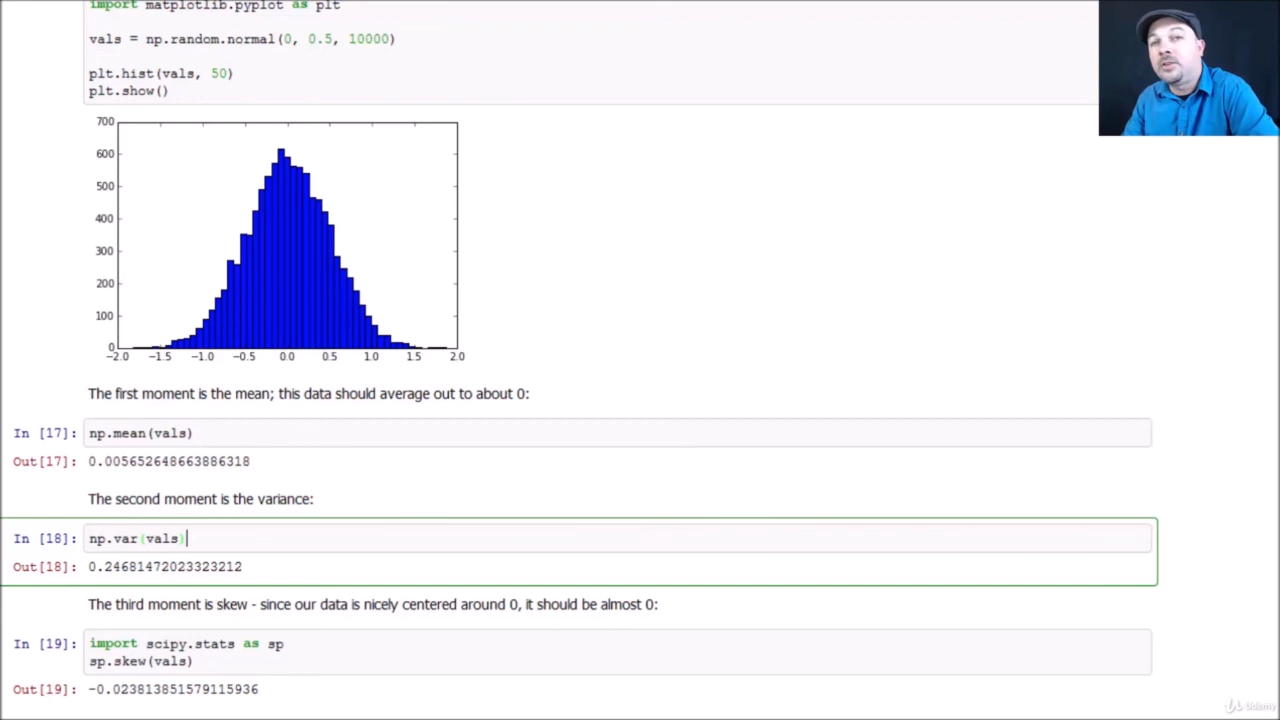 import matplotlib.pyplot as plt
vals = np.random.normal(0, 0.5, 10000)
plt.hist(vals, 50)
plt.show()
700
600
500
400
300
200
100
0
−2.0 −1.5 −1.0 −0.5 0.0 0.5 1.0 1.5 2.0
The first moment is the mean; this data should average out to about 0:
In [17]: np.mean(vals)
Out[17]: 0.005652648663886318
The second moment is the variance:
In [18]: np.var(vals)
Out[18]: 0.24681472023323212
The third moment is skew - since our data is nicely centered around 0, it should be almost 0:
In [19]: import scipy.stats as sp
sp.skew(vals)
Out[19]: -0.023813851579115936
Udemy